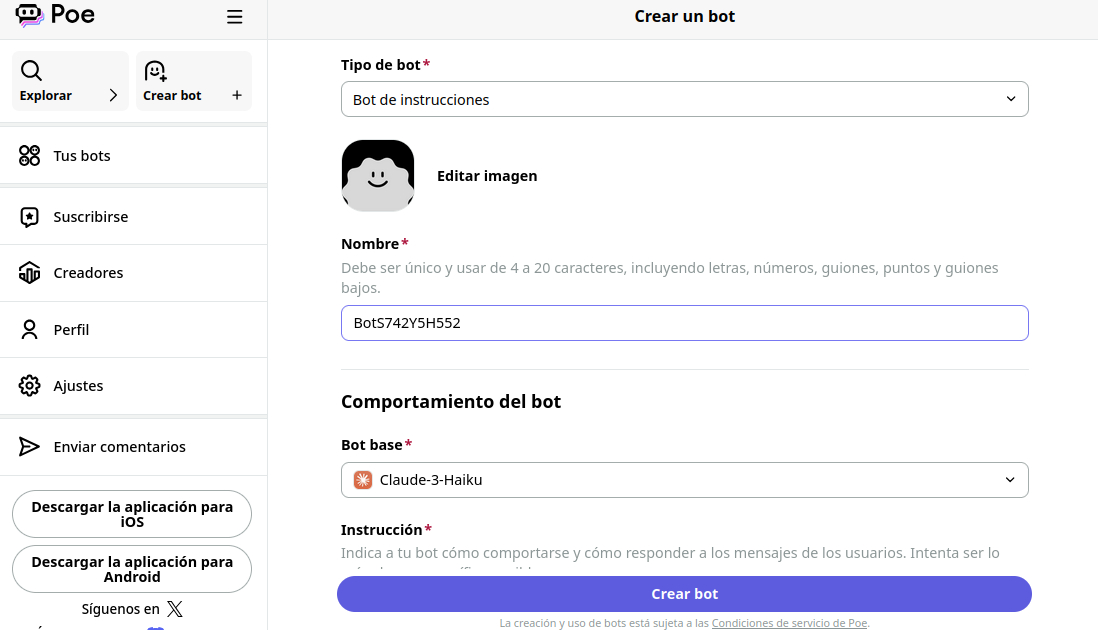 Poe
Crear un bot
Explorar
Crear bot
+
Tus bots
Suscribirse
Creadores
Perfil
Ajustes
Enviar comentarios
Descargar la aplicación para
iOS
Descargar la aplicación para
Android
Síguenos en X
Tipo de bot*
Bot de instrucciones
Editar imagen
Nombre*
Debe ser único y usar de 4 a 20 caracteres, incluyendo letras, números, guiones, puntos y guiones
bajos.
BotS742Y5H552
Comportamiento del bot
Bot base*
Claude-3-Haiku
Instrucción*
Indica a tu bot cómo comportarse y cómo responder a los mensajes de los usuarios. Intenta ser lo
Crear bot
La creación y uso de bots está sujeta a las Condiciones de servicio de Poe.